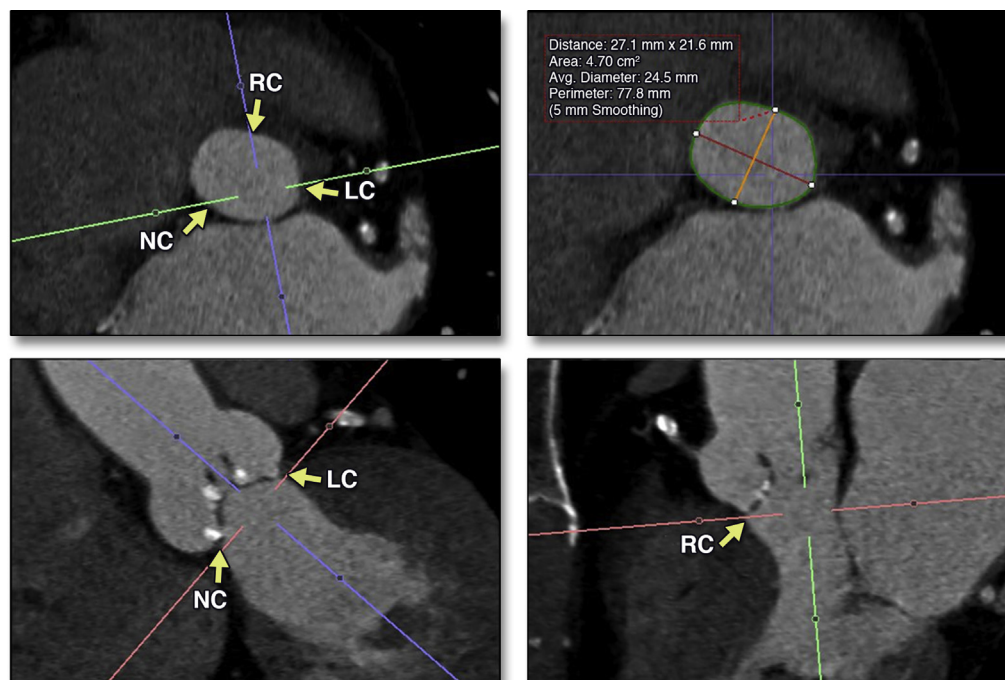 RC
LC
NC
Distance: 27.1 mm x 21.6 mm
Area: 4.70 cm²
Avg. Diameter: 24.5 mm
Perimeter: 77.8 mm
(5 mm Smoothing)
LC
NC
RC